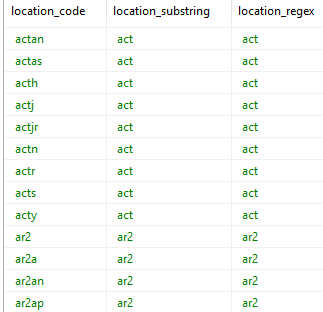 location_code location_substring location_regex
actan act act
actas act act
acth act act
actj act act
actjr act act
actn act act
actr act act
acts act act
acty act act
ar2 ar2 ar2
ar2a ar2 ar2
ar2an ar2 ar2
ar2ap ar2 ar2